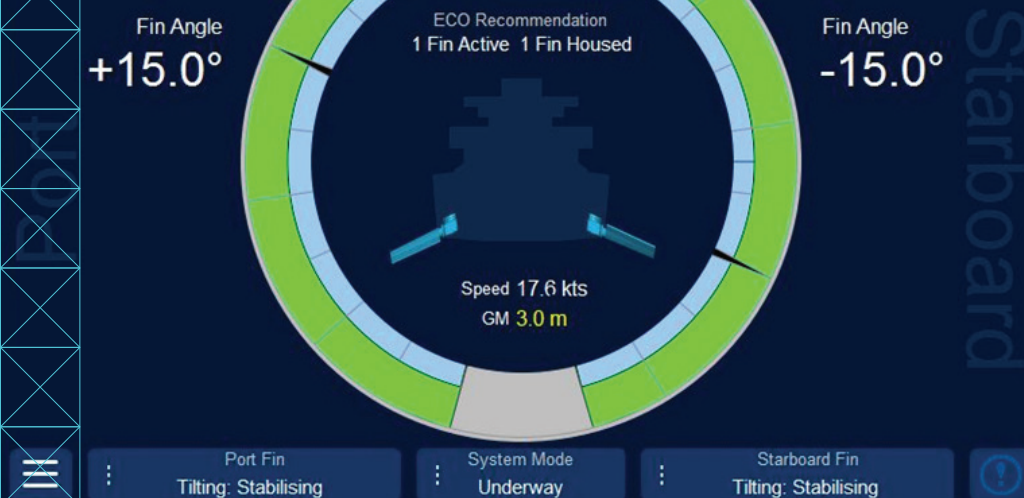 ECO Recommendation
1 Fin Active 1 Fin Housed
Fin Angle
+15.0°
Fin Angle
-15.0°
Port
Starboard
Speed 17.6 kts
GM 3.0 m
Port Fin
Tilting: Stabilising
System Mode
Underway
Starboard Fin
Tilting: Stabilising